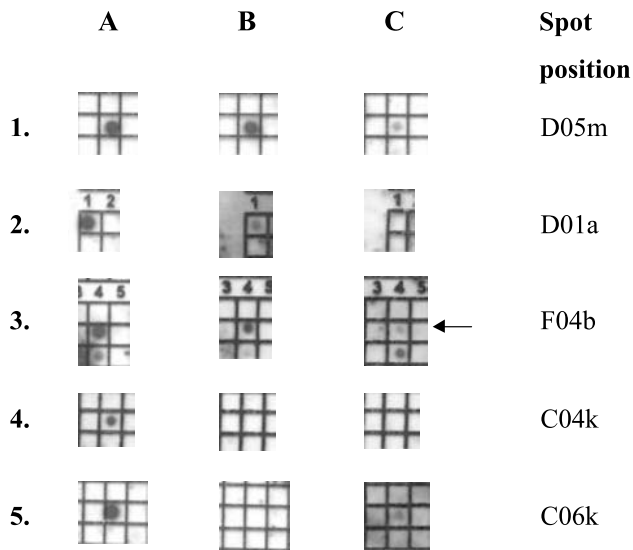 A B C Spot
position
1. D05m
1 2 1 1
2. D01a
3 4 5 3 4 5 3 4 5
3. F04b
4. C04k
5. C06k